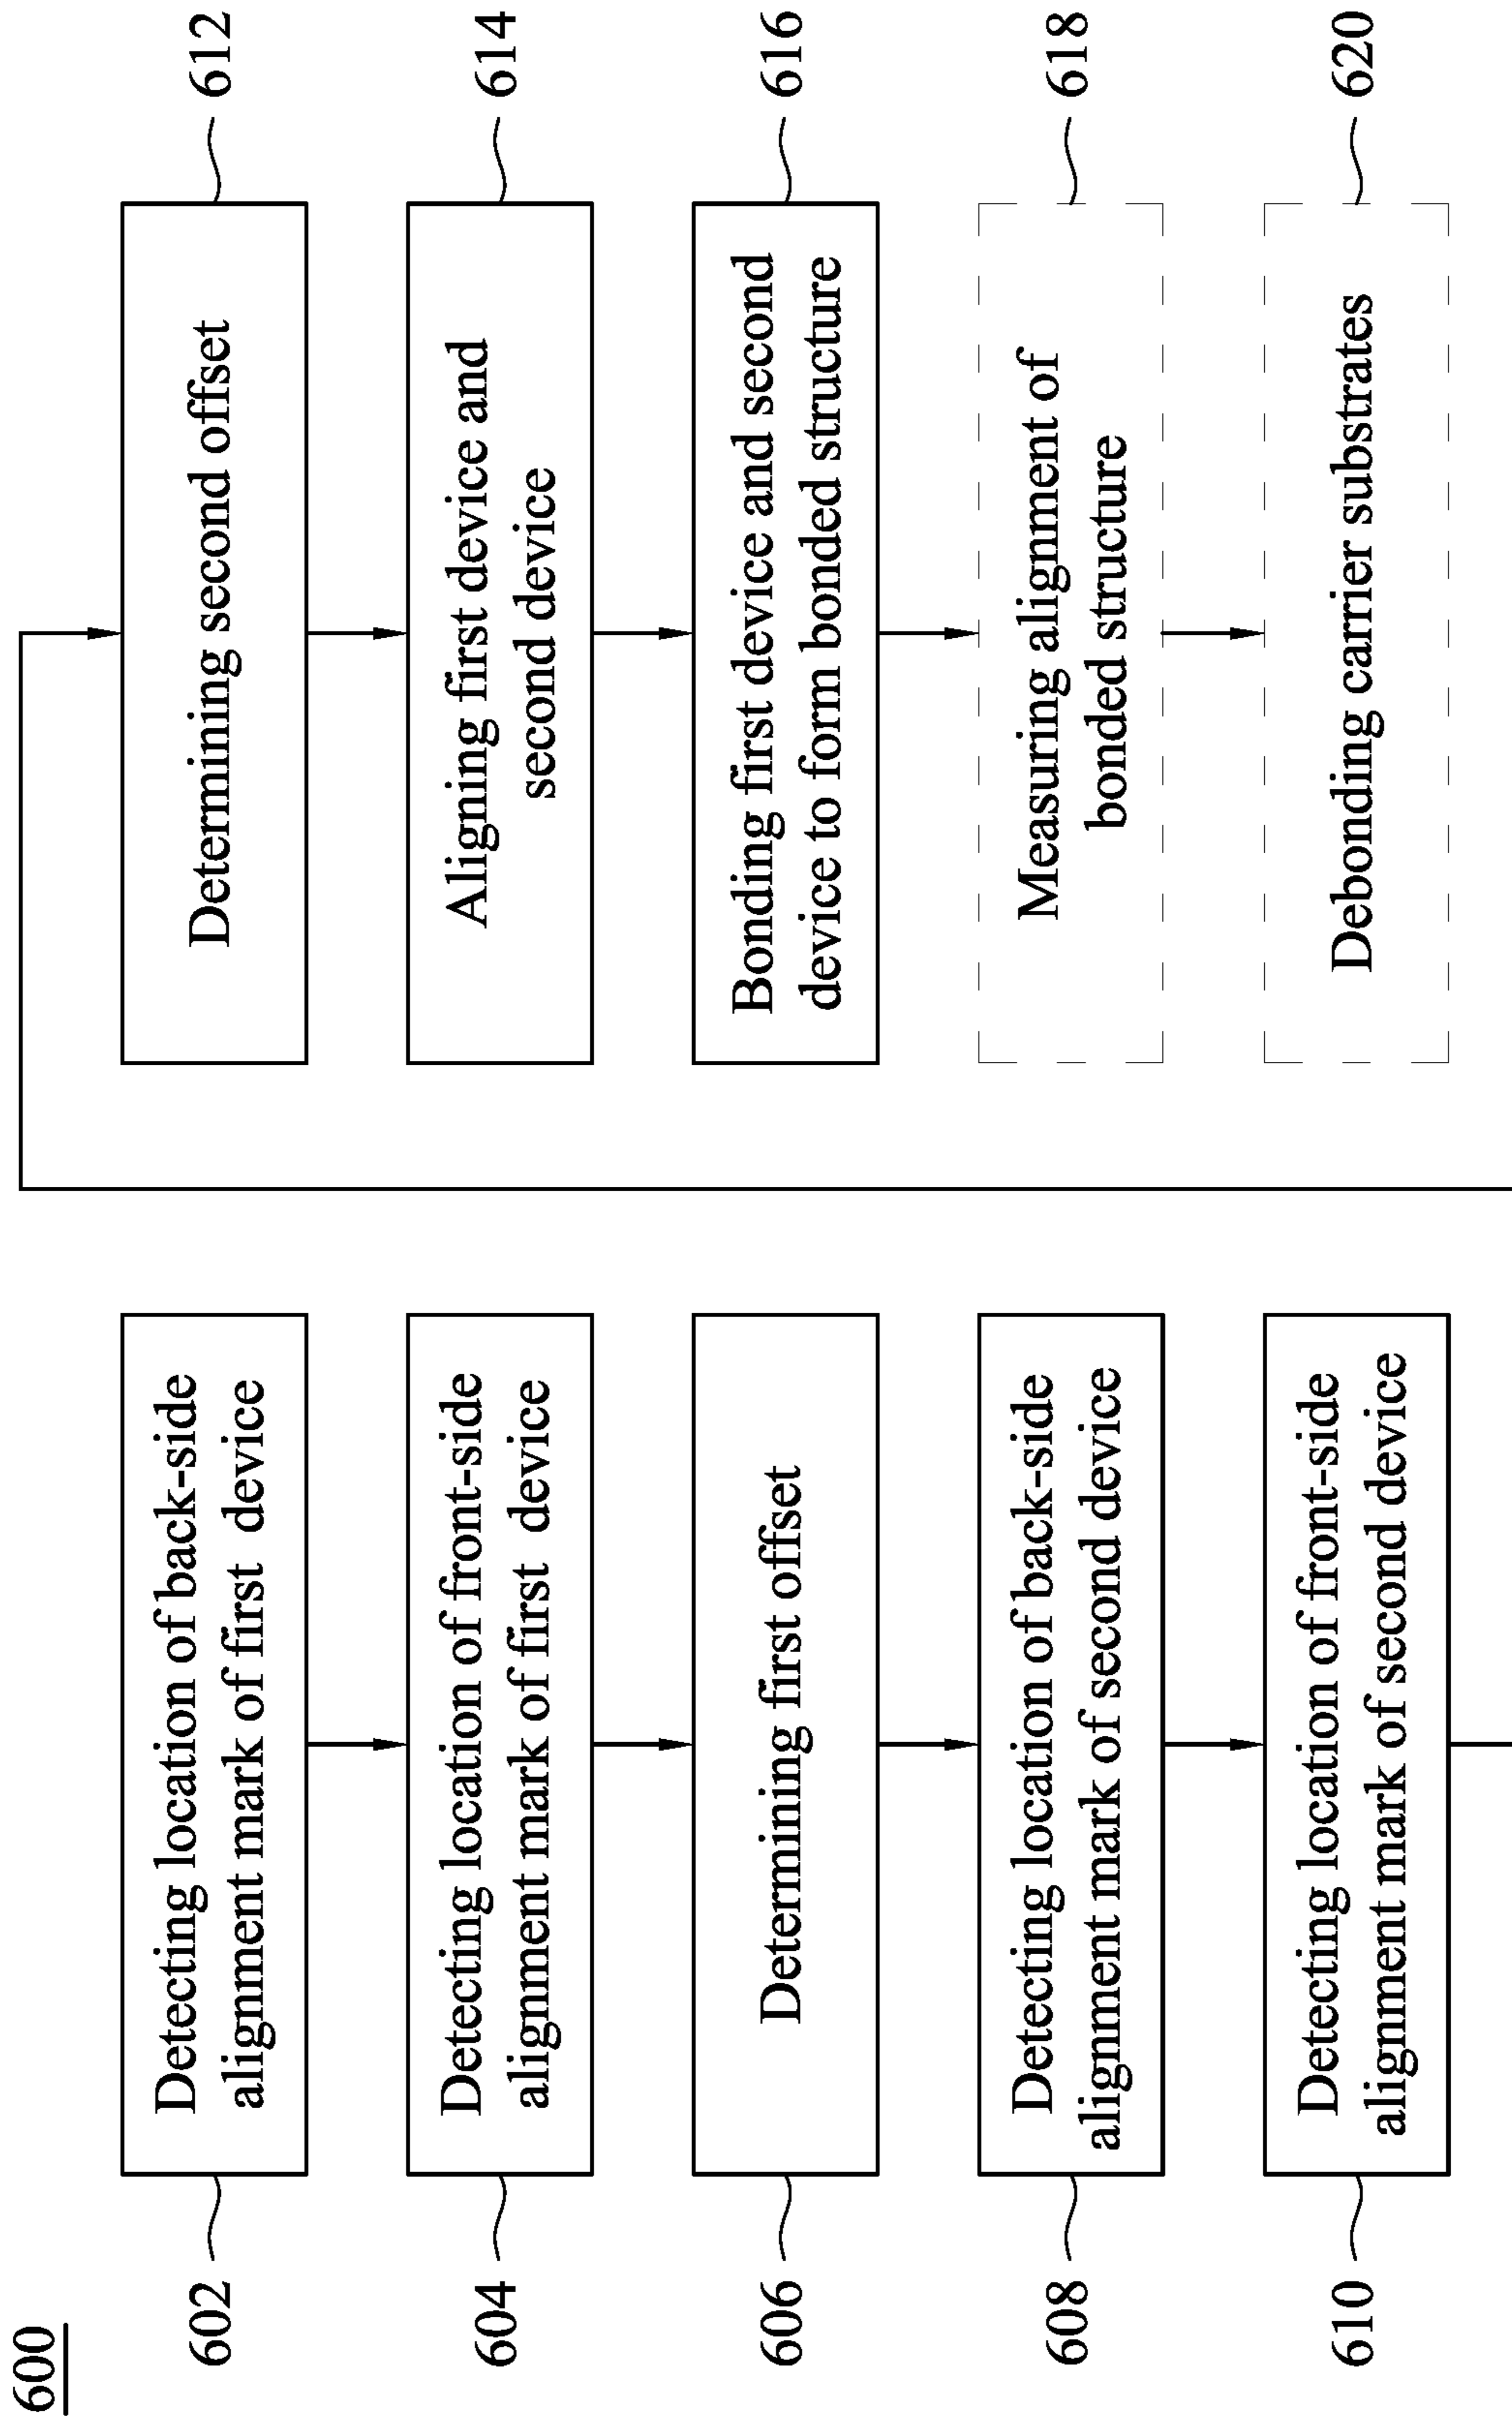 600
602
Detecting location of back-side
alignment mark of first device
604
Detecting location of front-side
alignment mark of first device
606
Determining first offset
608
Detecting location of back-side
alignment mark of second device
610
Detecting location of front-side
alignment mark of second device
Determining second offset
612
Aligning first device and
second device
614
Bonding first device and second
device to form bonded structure
616
Measuring alignment of
bonded structure
618
Debonding carrier substrates
620